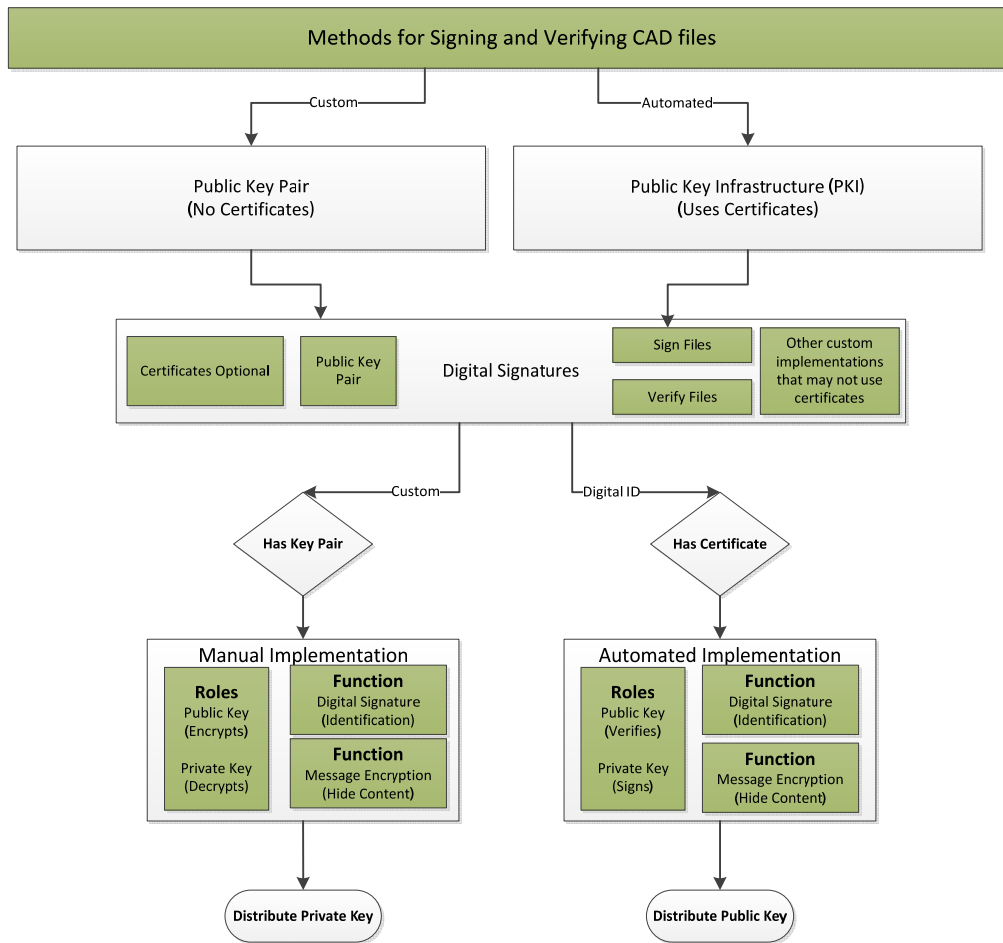 Methods for Signing and Verifying CAD files
Custom
Automated
Public Key Pair
(No Certificates)
Public Key Infrastructure (PKI)
(Uses Certificates)
Certificates Optional
Public Key
Pair
Digital Signatures
Sign Files
Verify Files
Other custom
implementations
that may not use
certificates
Custom
Digital ID
Has Key Pair
Has Certificate
Manual Implementation
Roles
Public Key
(Encrypts)
Private Key
(Decrypts)
Function
Digital Signature
(Identification)
Function
Message Encryption
(Hide Content)
Automated Implementation
Roles
Public Key
(Verifies)
Private Key
(Signs)
Function
Digital Signature
(Identification)
Function
Message Encryption
(Hide Content)
Distribute Private Key
Distribute Public Key